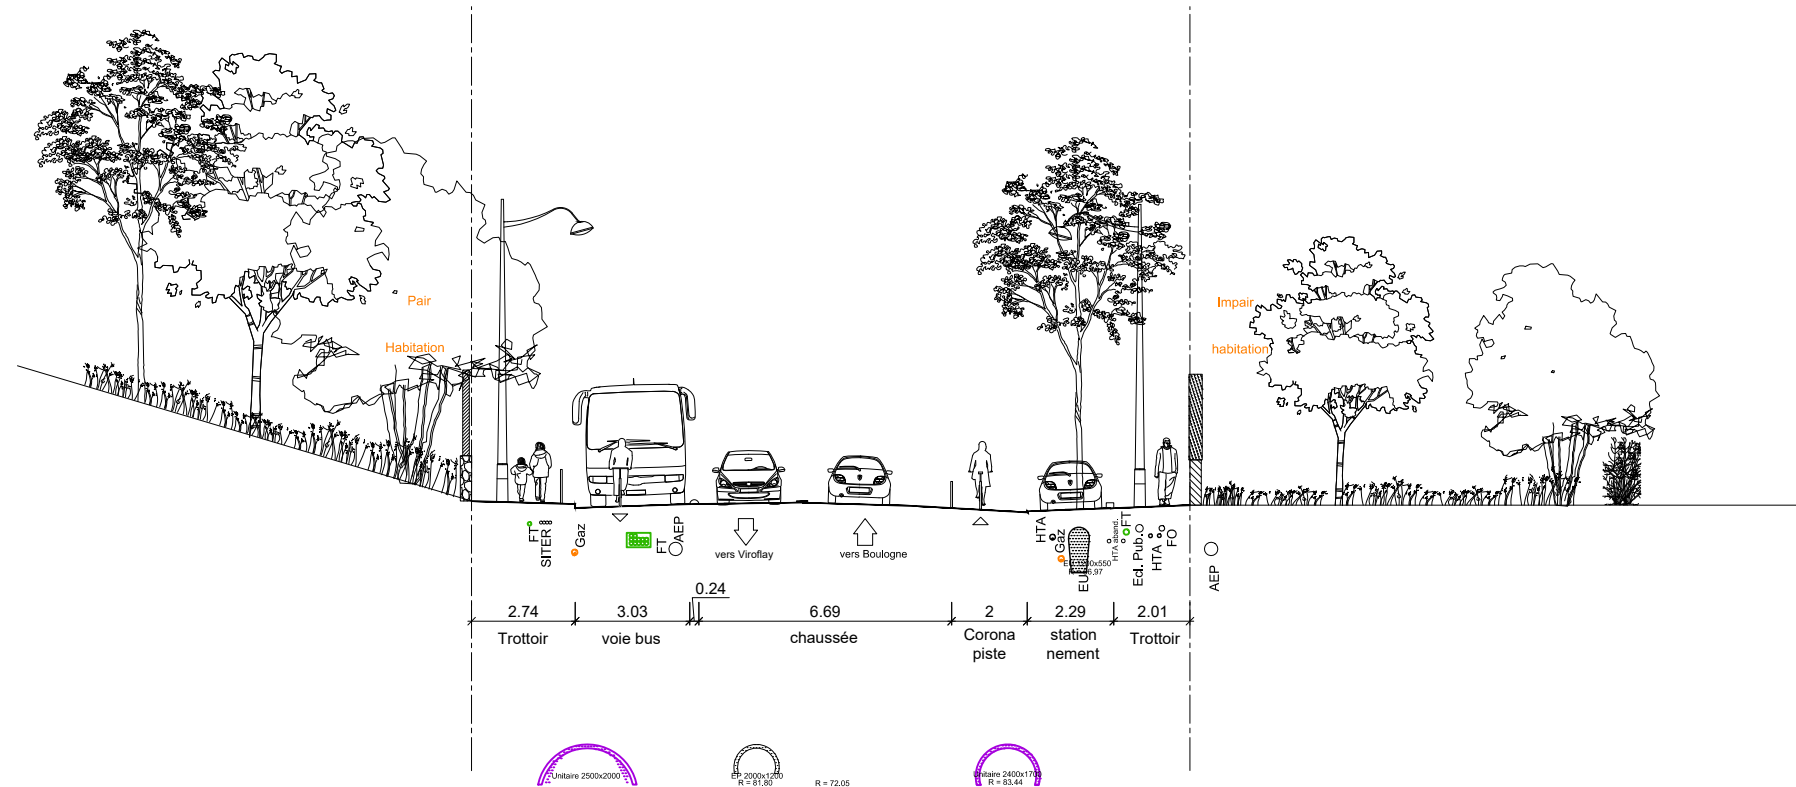 Pair
Habitation
Impair
habitation
FT
SITER
Gaz
FT
AEP
vers Viroflay
vers Boulogne
HTA
Gaz
EU
HTA aband.
FT
Ecl. Pub.
HTA
FO
AEP
0.24
2.74
3.03
6.69
2
2.29
2.01
Trottoir
voie bus
chaussée
Corona
piste
station
nement
Trottoir
Unitaire 2500x2000
EP 2000x1200
R = 81,80
R = 72.05
Unitaire 2400x1700
R = 83.44